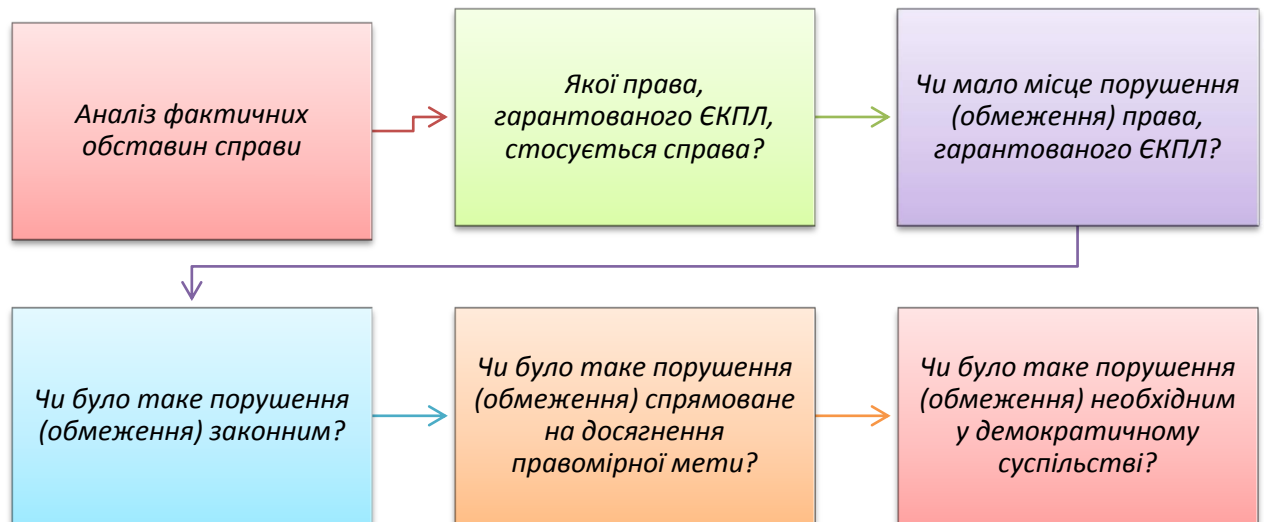 Аналіз фактичних
обставин справи
Якої права,
гарантованого ЄКПЛ,
стосується справа?
Чи мало місце порушення
(обмеження) права,
гарантованого ЄКПЛ?
Чи було таке порушення
(обмеження) законним?
Чи було таке порушення
(обмеження) спрямоване
на досягнення
правомірної мети?
Чи було таке порушення
(обмеження) необхідним
у демократичному
суспільстві?